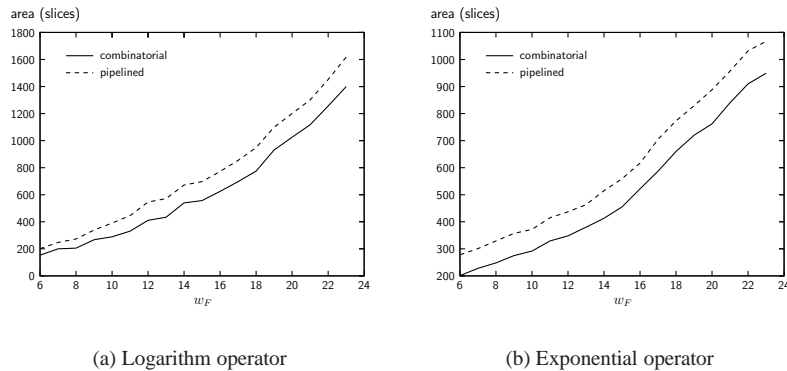 area (slices)
1800
1600
1400
1200
1000
800
600
400
200
0
combinatorial
pipelined
6 8 10 12 14 16 18 20 22 24
w_F
(a) Logarithm operator
area (slices)
1100
1000
900
800
700
600
500
400
300
200
combinatorial
pipelined
6 8 10 12 14 16 18 20 22 24
w_F
(b) Exponential operator